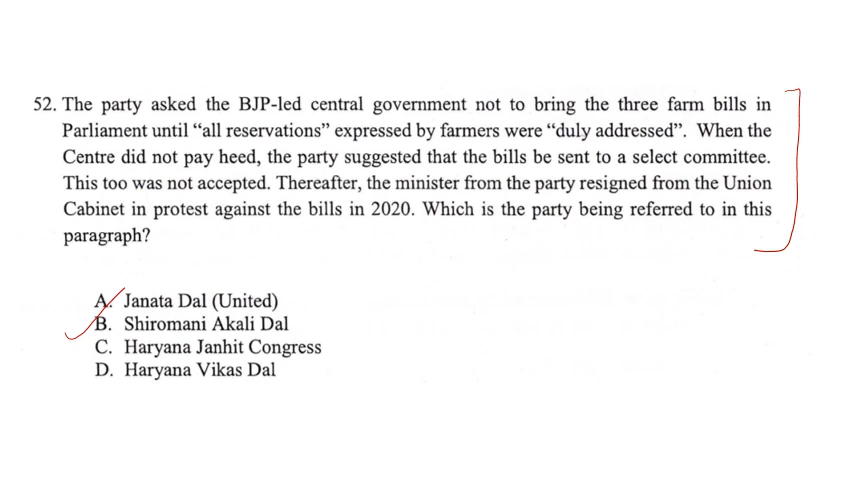 52. The party asked the BJP-led central government not to bring the three farm bills in
Parliament until “all reservations” expressed by farmers were “duly addressed”. When the
Centre did not pay heed, the party suggested that the bills be sent to a select committee.
This too was not accepted. Thereafter, the minister from the party resigned from the Union
Cabinet in protest against the bills in 2020. Which is the party being referred to in this
paragraph?
A. Janata Dal (United)
B. Shiromani Akali Dal
C. Haryana Janhit Congress
D. Haryana Vikas Dal